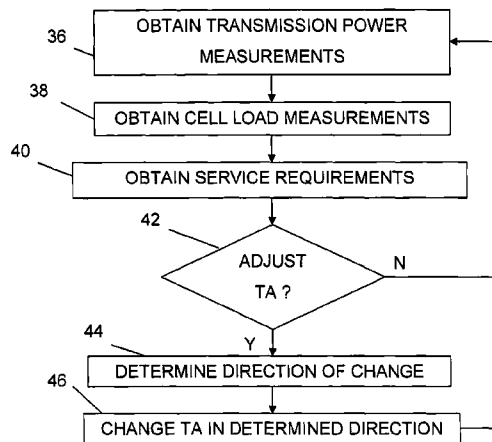 36
OBTAIN TRANSMISSION POWER
MEASUREMENTS
38
OBTAIN CELL LOAD MEASUREMENTS
40
OBTAIN SERVICE REQUIREMENTS
42
ADJUST
TA ?
N
Y
44
DETERMINE DIRECTION OF CHANGE
46
CHANGE TA IN DETERMINED DIRECTION